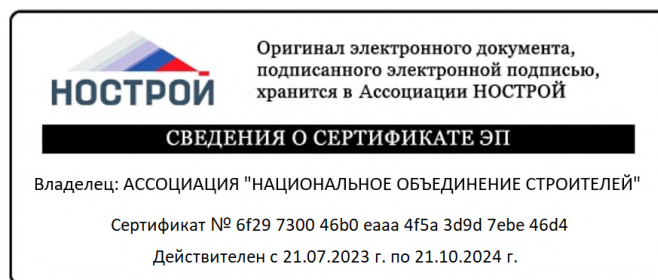 НОСТРОЙ
Оригинал электронного документа,
подписанного электронной подписью,
хранится в Ассоциации НОСТРОЙ
СВЕДЕНИЯ О СЕРТИФИКАТЕ ЭП
Владелец: АССОЦИАЦИЯ "НАЦИОНАЛЬНОЕ ОБЪЕДИНЕНИЕ СТРОИТЕЛЕЙ"
Сертификат № 6f29 7300 46b0 eaaa 4f5a 3d9d 7ebe 46d4
Действителен с 21.07.2023 г. по 21.10.2024 г.